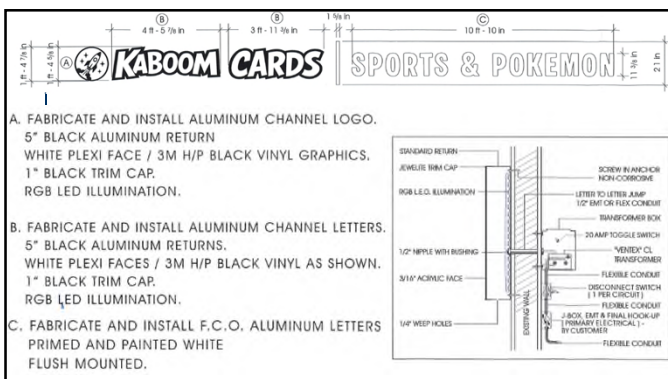 B
B
C
4 ft - 5 7/8 in
3 ft - 11 3/8 in
1 5/8 in
10 ft - 10 in
1 ft - 4 7/8 in
1 ft - 4 5/8 in
A
KABOOM CARDS
SPORTS & POKEMON
11 3/8 in
21 in
A. FABRICATE AND INSTALL ALUMINUM CHANNEL LOGO.
5" BLACK ALUMINUM RETURN
WHITE PLEXI FACE / 3M H/P BLACK VINYL GRAPHICS.
1" BLACK TRIM CAP.
RGB LED ILLUMINATION.
B. FABRICATE AND INSTALL ALUMINUM CHANNEL LETTERS.
5" BLACK ALUMINUM RETURNS.
WHITE PLEXI FACES / 3M H/P BLACK VINYL AS SHOWN.
1" BLACK TRIM CAP.
RGB LED ILLUMINATION.
C. FABRICATE AND INSTALL F.C.O. ALUMINUM LETTERS
PRIMED AND PAINTED WHITE
FLUSH MOUNTED.
STANDARD RETURN
JEWELITE TRIM CAP
RGB L.E.D. ILLUMINATION
1/2" NIPPLE WITH BUSHING
3/16" ACRYLIC FACE
1/4" WEEP HOLES
EXISTING WALL
SCREW IN ANCHOR
NON-CORROSIVE
LETTER TO LETTER JUMP
1/2" EMT OR FLEX CONDUIT
TRANSFORMER BOX
20 AMP TOGGLE SWITCH
"VENTEX" CL
TRANSFORMER
FLEXIBLE CONDUIT
DISCONNECT SWITCH
( 1 PER CIRCUIT )
FLEXIBLE CONDUIT
J-BOX, EMT & FINAL HOOK-UP
( PRIMARY ELECTRICAL ) -
BY CUSTOMER
FLEXIBLE CONDUIT